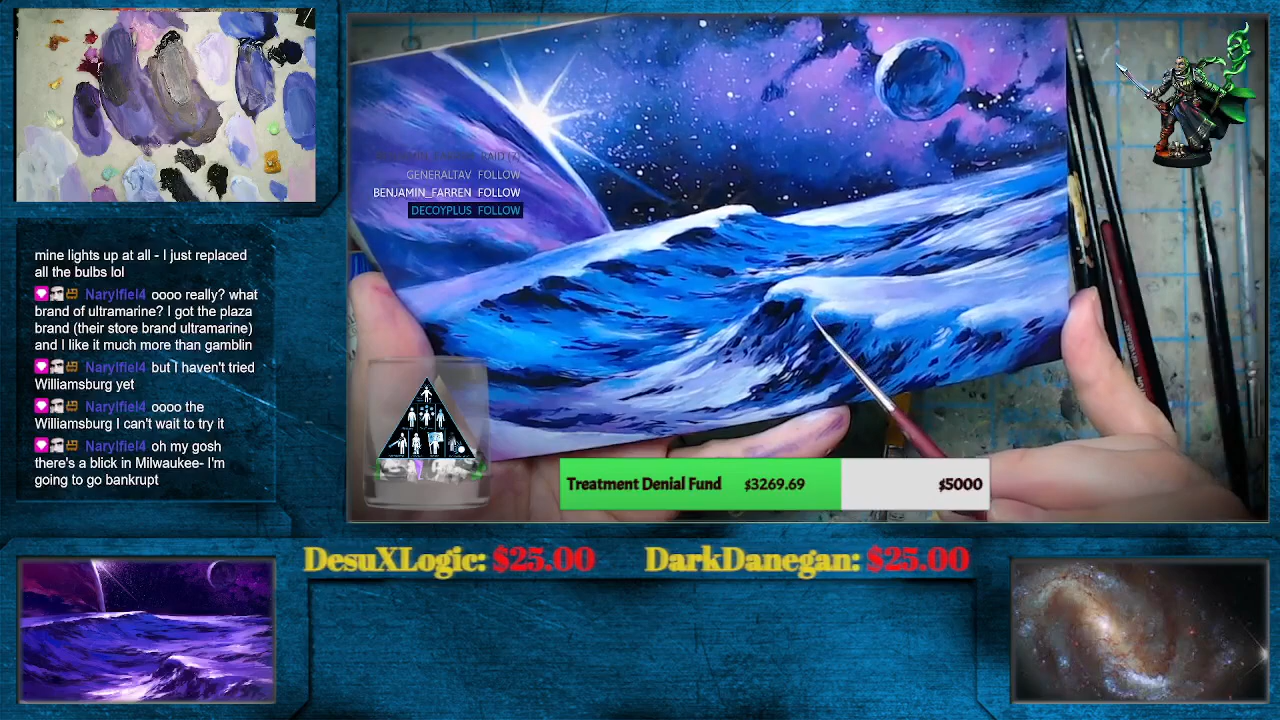 RAID (7)
GENERALTAV FOLLOW
BENJAMIN_FARREN FOLLOW
DECOYPLUS FOLLOW
mine lights up at all - I just replaced
all the bulbs lol
Narylfiel4 oooo really? what
brand of ultramarine? I got the plaza
brand (their store brand ultramarine)
and I like it much more than gamblin
Narylfiel4 but I haven't tried
Williamsburg yet
Narylfiel4 oooo the
Williamsburg I can't wait to try it
Narylfiel4 oh my gosh
there's a blick in Milwaukee- I'm
going to go bankrupt
Treatment Denial Fund $3269.69 $5000
DesuXLogic: $25.00 DarkDanegan: $25.00